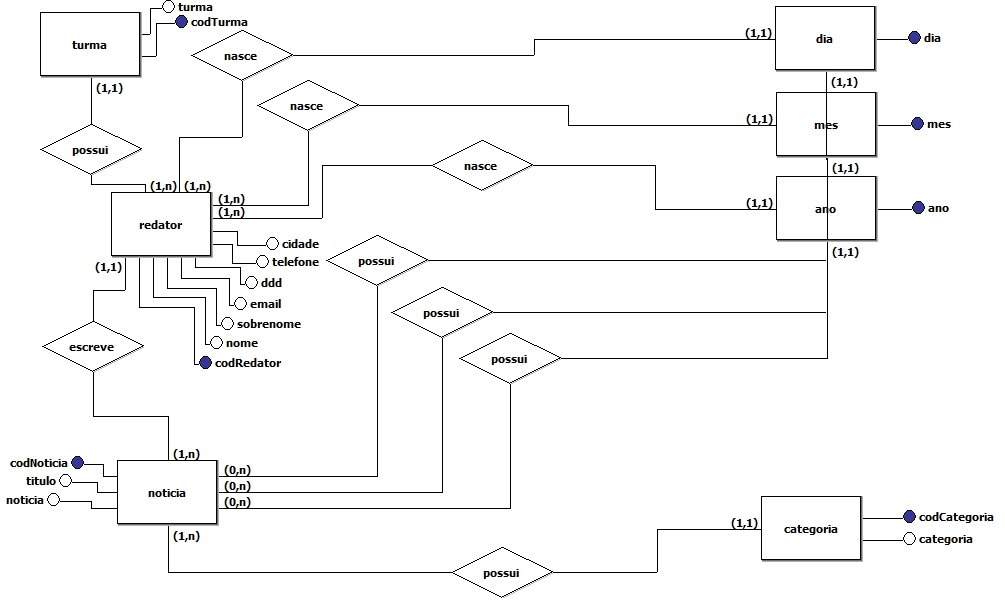 turma
codTurma
turma
(1,1)
nasce
(1,1)
dia
dia
(1,1)
nasce
(1,1)
mes
mes
possui
nasce
(1,1)
(1,n)
(1,n)
(1,n)
(1,n)
(1,1)
ano
ano
redator
(1,1)
cidade
telefone
ddd
email
sobrenome
nome
codRedator
(1,1)
possui
possui
possui
escreve
(1,n)
codNoticia
titulo
noticia
noticia
(0,n)
(0,n)
(0,n)
(1,n)
possui
(1,1)
categoria
codCategoria
categoria